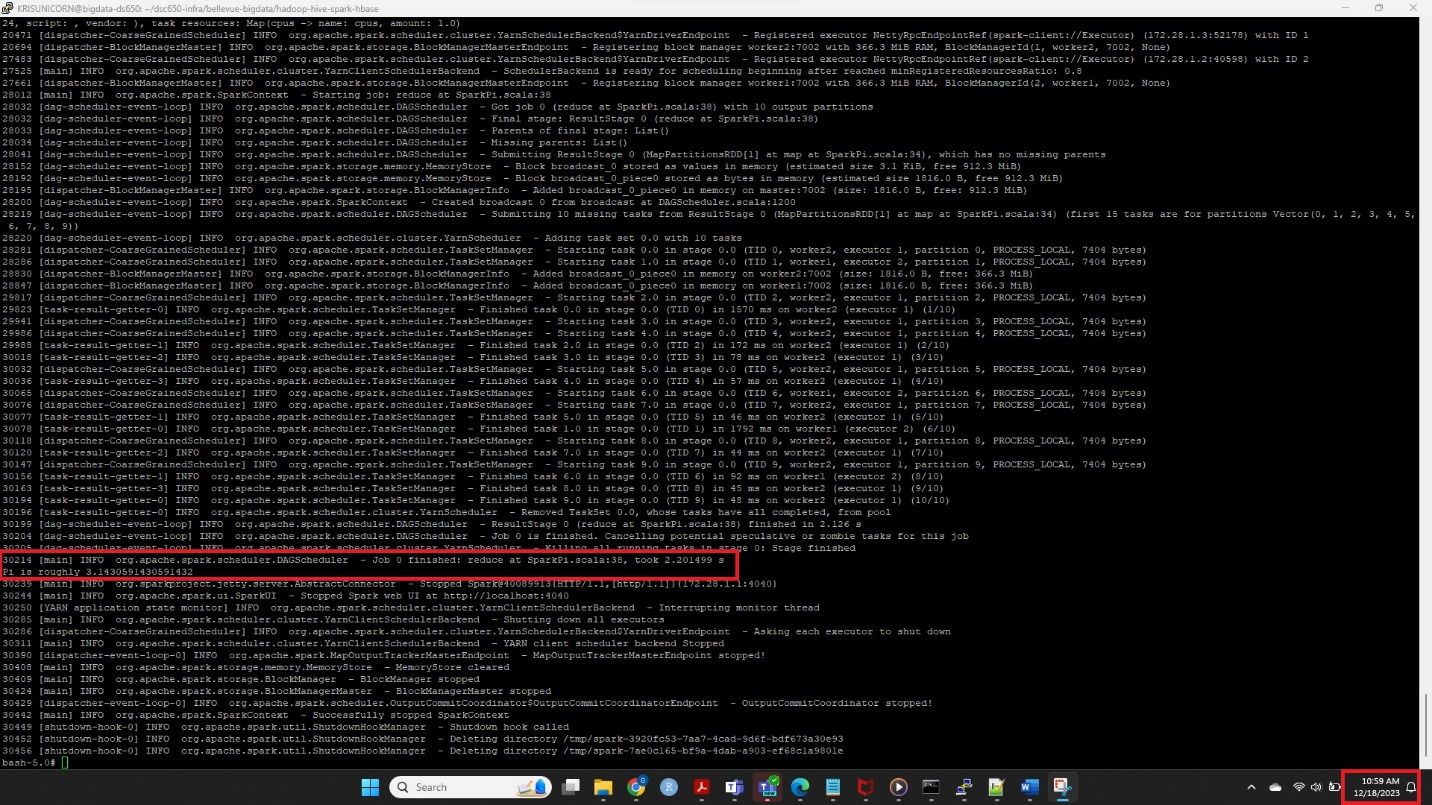 KRISUNICORN@bigdata-ds650: ~/dsc650-infra/bellevue-bigdata/hadoop-hive-spark-hbase
24, script: , vendor: ), task resources: Map(cpus -> name: cpus, amount: 1.0)
20471 [dispatcher-CoarseGrainedScheduler] INFO  org.apache.spark.scheduler.cluster.YarnSchedulerBackend$YarnDriverEndpoint  - Registered executor NettyRpcEndpointRef(spark-client://Executor) (172.28.1.3:52178) with ID 1
20694 [dispatcher-BlockManagerMaster] INFO  org.apache.spark.storage.BlockManagerMasterEndpoint  - Registering block manager worker2:7002 with 366.3 MiB RAM, BlockManagerId(1, worker2, 7002, None)
27483 [dispatcher-CoarseGrainedScheduler] INFO  org.apache.spark.scheduler.cluster.YarnSchedulerBackend$YarnDriverEndpoint  - Registered executor NettyRpcEndpointRef(spark-client://Executor) (172.28.1.2:40598) with ID 2
27525 [main] INFO  org.apache.spark.scheduler.cluster.YarnClientSchedulerBackend  - SchedulerBackend is ready for scheduling beginning after reached minRegisteredResourcesRatio: 0.8
27661 [dispatcher-BlockManagerMaster] INFO  org.apache.spark.storage.BlockManagerMasterEndpoint  - Registering block manager worker1:7002 with 366.3 MiB RAM, BlockManagerId(2, worker1, 7002, None)
28012 [main] INFO  org.apache.spark.SparkContext  - Starting job: reduce at SparkPi.scala:38
28032 [dag-scheduler-event-loop] INFO  org.apache.spark.scheduler.DAGScheduler  - Got job 0 (reduce at SparkPi.scala:38) with 10 output partitions
28033 [dag-scheduler-event-loop] INFO  org.apache.spark.scheduler.DAGScheduler  - Final stage: ResultStage 0 (reduce at SparkPi.scala:38)
28033 [dag-scheduler-event-loop] INFO  org.apache.spark.scheduler.DAGScheduler  - Parents of final stage: List()
28034 [dag-scheduler-event-loop] INFO  org.apache.spark.scheduler.DAGScheduler  - Missing parents: List()
28041 [dag-scheduler-event-loop] INFO  org.apache.spark.scheduler.DAGScheduler  - Submitting ResultStage 0 (MapPartitionsRDD[1] at map at SparkPi.scala:34), which has no missing parents
28152 [dag-scheduler-event-loop] INFO  org.apache.spark.storage.memory.MemoryStore  - Block broadcast_0 stored as values in memory (estimated size 3.1 KiB, free 912.3 MiB)
28192 [dag-scheduler-event-loop] INFO  org.apache.spark.storage.memory.MemoryStore  - Block broadcast_0_piece0 stored as bytes in memory (estimated size 1816.0 B, free 912.3 MiB)
28195 [dispatcher-BlockManagerMaster] INFO  org.apache.spark.storage.BlockManagerInfo  - Added broadcast_0_piece0 in memory on master:7002 (size: 1816.0 B, free: 912.3 MiB)
28200 [dag-scheduler-event-loop] INFO  org.apache.spark.SparkContext  - Created broadcast 0 from broadcast at DAGScheduler.scala:1200
28219 [dag-scheduler-event-loop] INFO  org.apache.spark.scheduler.DAGScheduler  - Submitting 10 missing tasks from ResultStage 0 (MapPartitionsRDD[1] at map at SparkPi.scala:34) (first 15 tasks are for partitions Vector(0, 1, 2, 3, 4, 5,
6, 7, 8, 9))
28220 [dag-scheduler-event-loop] INFO  org.apache.spark.scheduler.cluster.YarnScheduler  - Adding task set 0.0 with 10 tasks
28281 [dispatcher-CoarseGrainedScheduler] INFO  org.apache.spark.scheduler.TaskSetManager  - Starting task 0.0 in stage 0.0 (TID 0, worker2, executor 1, partition 0, PROCESS_LOCAL, 7404 bytes)
28286 [dispatcher-CoarseGrainedScheduler] INFO  org.apache.spark.scheduler.TaskSetManager  - Starting task 1.0 in stage 0.0 (TID 1, worker1, executor 2, partition 1, PROCESS_LOCAL, 7404 bytes)
28830 [dispatcher-BlockManagerMaster] INFO  org.apache.spark.storage.BlockManagerInfo  - Added broadcast_0_piece0 in memory on worker2:7002 (size: 1816.0 B, free: 366.3 MiB)
28847 [dispatcher-BlockManagerMaster] INFO  org.apache.spark.storage.BlockManagerInfo  - Added broadcast_0_piece0 in memory on worker1:7002 (size: 1816.0 B, free: 366.3 MiB)
29817 [dispatcher-CoarseGrainedScheduler] INFO  org.apache.spark.scheduler.TaskSetManager  - Starting task 2.0 in stage 0.0 (TID 2, worker2, executor 1, partition 2, PROCESS_LOCAL, 7404 bytes)
29823 [task-result-getter-0] INFO  org.apache.spark.scheduler.TaskSetManager  - Finished task 0.0 in stage 0.0 (TID 0) in 1570 ms on worker2 (executor 1) (1/10)
29941 [dispatcher-CoarseGrainedScheduler] INFO  org.apache.spark.scheduler.TaskSetManager  - Starting task 3.0 in stage 0.0 (TID 3, worker2, executor 1, partition 3, PROCESS_LOCAL, 7404 bytes)
29986 [dispatcher-CoarseGrainedScheduler] INFO  org.apache.spark.scheduler.TaskSetManager  - Starting task 4.0 in stage 0.0 (TID 4, worker2, executor 1, partition 4, PROCESS_LOCAL, 7404 bytes)
29988 [task-result-getter-1] INFO  org.apache.spark.scheduler.TaskSetManager  - Finished task 2.0 in stage 0.0 (TID 2) in 172 ms on worker2 (executor 1) (2/10)
30018 [task-result-getter-2] INFO  org.apache.spark.scheduler.TaskSetManager  - Finished task 3.0 in stage 0.0 (TID 3) in 78 ms on worker2 (executor 1) (3/10)
30032 [dispatcher-CoarseGrainedScheduler] INFO  org.apache.spark.scheduler.TaskSetManager  - Starting task 5.0 in stage 0.0 (TID 5, worker2, executor 1, partition 5, PROCESS_LOCAL, 7404 bytes)
30036 [task-result-getter-3] INFO  org.apache.spark.scheduler.TaskSetManager  - Finished task 4.0 in stage 0.0 (TID 4) in 57 ms on worker2 (executor 1) (4/10)
30065 [dispatcher-CoarseGrainedScheduler] INFO  org.apache.spark.scheduler.TaskSetManager  - Starting task 6.0 in stage 0.0 (TID 6, worker1, executor 2, partition 6, PROCESS_LOCAL, 7404 bytes)
30076 [dispatcher-CoarseGrainedScheduler] INFO  org.apache.spark.scheduler.TaskSetManager  - Starting task 7.0 in stage 0.0 (TID 7, worker2, executor 1, partition 7, PROCESS_LOCAL, 7404 bytes)
30077 [task-result-getter-1] INFO  org.apache.spark.scheduler.TaskSetManager  - Finished task 5.0 in stage 0.0 (TID 5) in 46 ms on worker2 (executor 1) (5/10)
30078 [task-result-getter-0] INFO  org.apache.spark.scheduler.TaskSetManager  - Finished task 1.0 in stage 0.0 (TID 1) in 1792 ms on worker1 (executor 2) (6/10)
30118 [dispatcher-CoarseGrainedScheduler] INFO  org.apache.spark.scheduler.TaskSetManager  - Starting task 8.0 in stage 0.0 (TID 8, worker2, executor 1, partition 8, PROCESS_LOCAL, 7404 bytes)
30120 [task-result-getter-2] INFO  org.apache.spark.scheduler.TaskSetManager  - Finished task 7.0 in stage 0.0 (TID 7) in 44 ms on worker2 (executor 1) (7/10)
30147 [dispatcher-CoarseGrainedScheduler] INFO  org.apache.spark.scheduler.TaskSetManager  - Starting task 9.0 in stage 0.0 (TID 9, worker2, executor 1, partition 9, PROCESS_LOCAL, 7404 bytes)
30156 [task-result-getter-1] INFO  org.apache.spark.scheduler.TaskSetManager  - Finished task 6.0 in stage 0.0 (TID 6) in 92 ms on worker1 (executor 2) (8/10)
30163 [task-result-getter-3] INFO  org.apache.spark.scheduler.TaskSetManager  - Finished task 8.0 in stage 0.0 (TID 8) in 45 ms on worker2 (executor 1) (9/10)
30194 [task-result-getter-0] INFO  org.apache.spark.scheduler.TaskSetManager  - Finished task 9.0 in stage 0.0 (TID 9) in 48 ms on worker2 (executor 1) (10/10)
30196 [task-result-getter-0] INFO  org.apache.spark.scheduler.cluster.YarnScheduler  - Removed TaskSet 0.0, whose tasks have all completed, from pool
30199 [dag-scheduler-event-loop] INFO  org.apache.spark.scheduler.DAGScheduler  - ResultStage 0 (reduce at SparkPi.scala:38) finished in 2.126 s
30204 [dag-scheduler-event-loop] INFO  org.apache.spark.scheduler.DAGScheduler  - Job 0 is finished. Cancelling potential speculative or zombie tasks for this job
30205 [dag-scheduler-event-loop] INFO  org.apache.spark.scheduler.cluster.YarnScheduler  - Killing all running tasks in stage 0: Stage finished
30214 [main] INFO  org.apache.spark.scheduler.DAGScheduler  - Job 0 finished: reduce at SparkPi.scala:38, took 2.201499 s
Pi is roughly 3.1430591430591432
30239 [main] INFO  org.sparkproject.jetty.server.AbstractConnector  - Stopped Spark@40089913{HTTP/1.1,[http/1.1]}{172.28.1.1:4040}
30244 [main] INFO  org.apache.spark.ui.SparkUI  - Stopped Spark web UI at http://localhost:4040
30250 [YARN application state monitor] INFO  org.apache.spark.scheduler.cluster.YarnClientSchedulerBackend  - Interrupting monitor thread
30285 [main] INFO  org.apache.spark.scheduler.cluster.YarnClientSchedulerBackend  - Shutting down all executors
30286 [dispatcher-CoarseGrainedScheduler] INFO  org.apache.spark.scheduler.cluster.YarnSchedulerBackend$YarnDriverEndpoint  - Asking each executor to shut down
30311 [main] INFO  org.apache.spark.scheduler.cluster.YarnClientSchedulerBackend  - YARN client scheduler backend Stopped
30390 [dispatcher-event-loop-0] INFO  org.apache.spark.MapOutputTrackerMasterEndpoint  - MapOutputTrackerMasterEndpoint stopped!
30408 [main] INFO  org.apache.spark.storage.memory.MemoryStore  - MemoryStore cleared
30409 [main] INFO  org.apache.spark.storage.BlockManager  - BlockManager stopped
30424 [main] INFO  org.apache.spark.storage.BlockManagerMaster  - BlockManagerMaster stopped
30429 [dispatcher-event-loop-0] INFO  org.apache.spark.scheduler.OutputCommitCoordinator$OutputCommitCoordinatorEndpoint  - OutputCommitCoordinator stopped!
30442 [main] INFO  org.apache.spark.SparkContext  - Successfully stopped SparkContext
30449 [shutdown-hook-0] INFO  org.apache.spark.util.ShutdownHookManager  - Shutdown hook called
30452 [shutdown-hook-0] INFO  org.apache.spark.util.ShutdownHookManager  - Deleting directory /tmp/spark-3920fc53-7aa7-4cad-9d6f-bdf673a30e93
30456 [shutdown-hook-0] INFO  org.apache.spark.util.ShutdownHookManager  - Deleting directory /tmp/spark-7ae0c165-bf9a-4dab-a903-ef68c1a9801e
bash-5.0#
Search
10:59 AM
12/18/2023